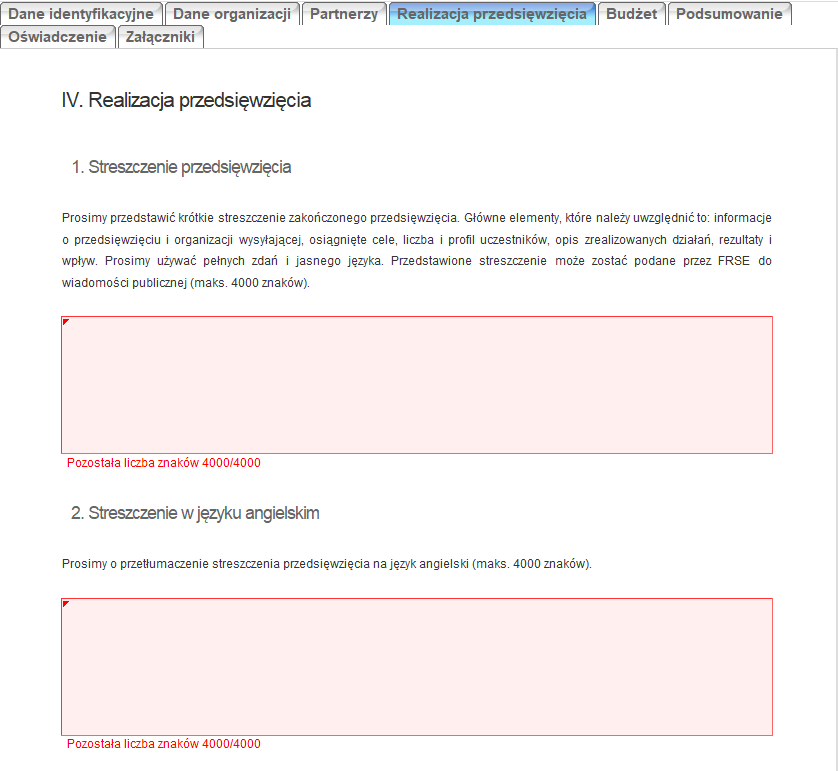 Dane identyfikacyjne Dane organizacji Partnerzy Realizacja przedsięwzięcia Budżet Podsumowanie
Oświadczenie Załączniki
IV. Realizacja przedsięwzięcia
1. Streszczenie przedsięwzięcia
Prosimy przedstawić krótkie streszczenie zakończonego przedsięwzięcia. Główne elementy, które należy uwzględnić to: informacje
o przedsięwzięciu i organizacji wysyłającej, osiągnięte cele, liczba i profil uczestników, opis zrealizowanych działań, rezultaty i
wpływ. Prosimy używać pełnych zdań i jasnego języka. Przedstawione streszczenie może zostać podane przez FRSE do
wiadomości publicznej (maks. 4000 znaków).
Pozostała liczba znaków 4000/4000
2. Streszczenie w języku angielskim
Prosimy o przetłumaczenie streszczenia przedsięwzięcia na język angielski (maks. 4000 znaków).
Pozostała liczba znaków 4000/4000